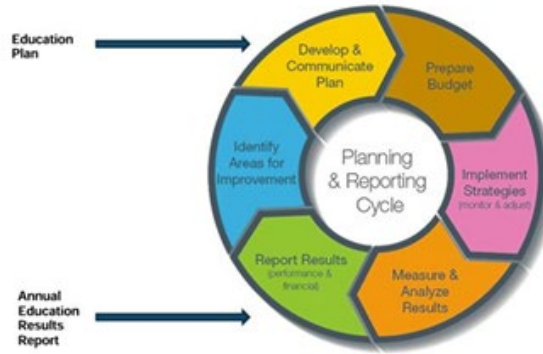 Education
Plan
Develop &
Communicate
Plan
Prepare
Budget
Identify
Areas for
Improvement
Planning
& Reporting
Cycle
Implement
Strategies
(monitor & adjust)
Report Results
(performance &
financial)
Measure &
Analyze
Results
Annual
Education
Results
Report